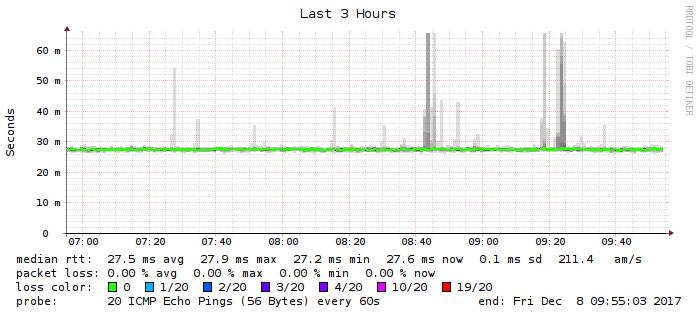 Last 3 Hours
RRDTOOL / TOBI OETIKER
Seconds
60 m
50 m
40 m
30 m
20 m
10 m
0
07:00 07:20 07:40 08:00 08:20 08:40 09:00 09:20 09:40
median rtt: 27.5 ms avg 27.9 ms max 27.2 ms min 27.6 ms now 0.1 ms sd 211.4 am/s
packet loss: 0.00 % avg 0.00 % max 0.00 % min 0.00 % now
loss color: 0 1/20 2/20 3/20 4/20 10/20 19/20
probe: 20 ICMP Echo Pings (56 Bytes) every 60s end: Fri Dec 8 09:55:03 2017